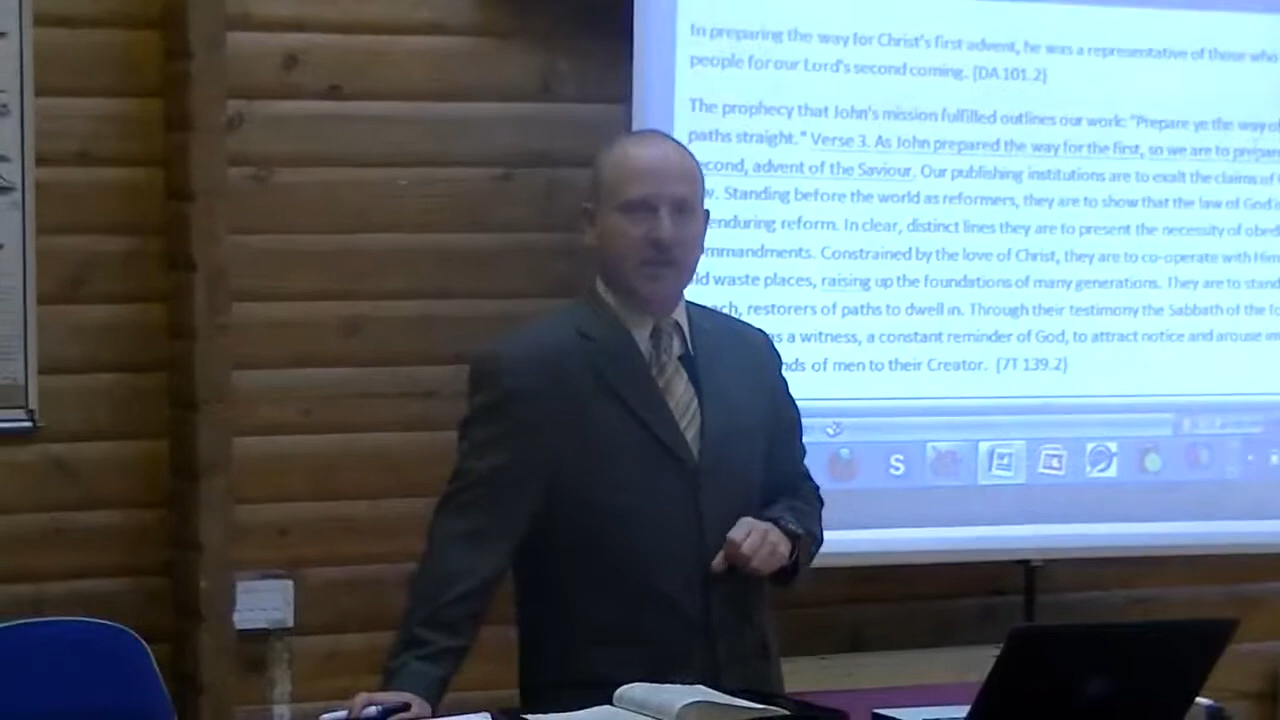 In preparing the way for Christ's first advent, he was a representative of those who
people for our Lord's second coming. {DA 101.2}
The prophecy that John's mission fulfilled outlines our work: "Prepare ye the way of
paths straight." Verse 3. As John prepared the way for the first, so we are to prepar
econd, advent of the Saviour. Our publishing institutions are to exalt the claims of
w. Standing before the world as reformers, they are to show that the law of God
enduring reform. In clear, distinct lines they are to present the necessity of obed
mmandments. Constrained by the love of Christ, they are to co-operate with Him
ld waste places, raising up the foundations of many generations. They are to stand
ach, restorers of paths to dwell in. Through their testimony the Sabbath of the fo
as a witness, a constant reminder of God, to attract notice and arouse
nds of men to their Creator. {7T 139.2}
S